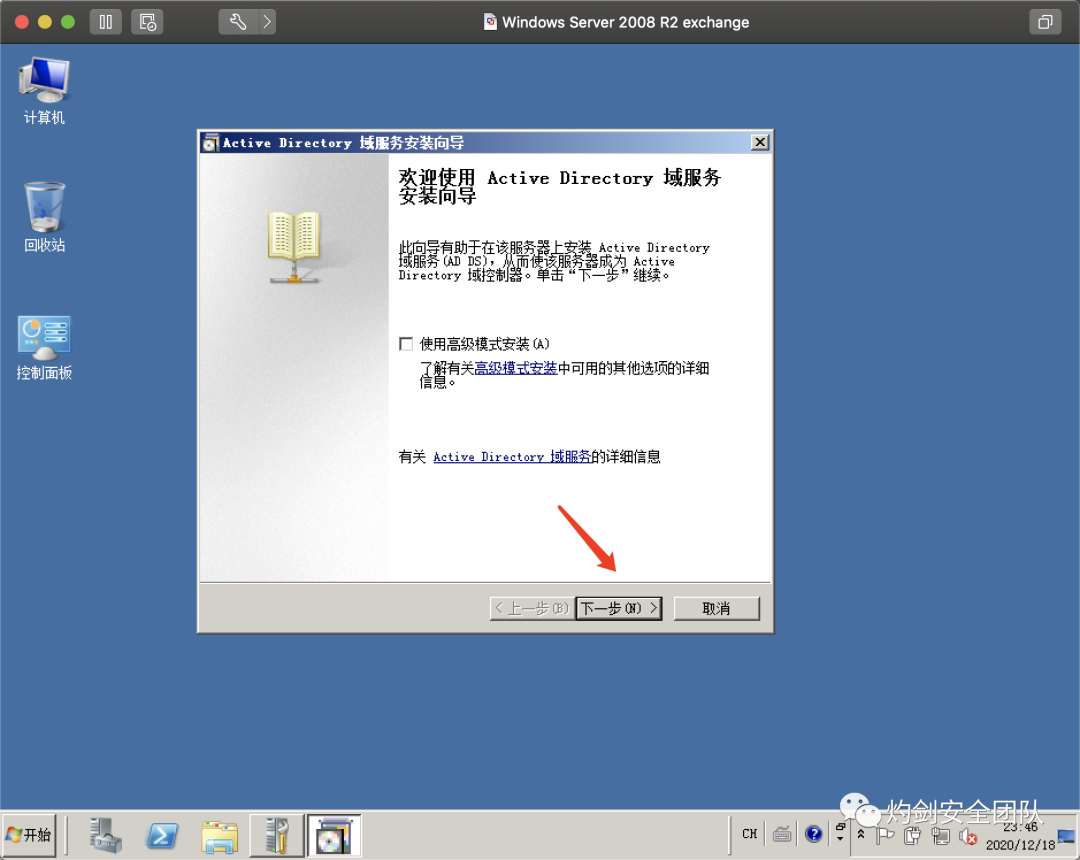 Windows Server 2008 R2 exchange
计算机
回收站
控制面板
Active Directory 域服务安装向导
欢迎使用 Active Directory 域服务
安装向导
此向导有助于在该服务器上安装 Active Directory
域服务(AD DS)，从而使该服务器成为 Active
Directory 域控制器。单击“下一步”继续。
使用高级模式安装(A)
了解有关高级模式安装中可用的其他选项的详细
信息。
有关 Active Directory 域服务的详细信息
< 上一步(B)
下一步(N) >
取消
开始
CH
灼剑安全团队
23:46
2020/12/18